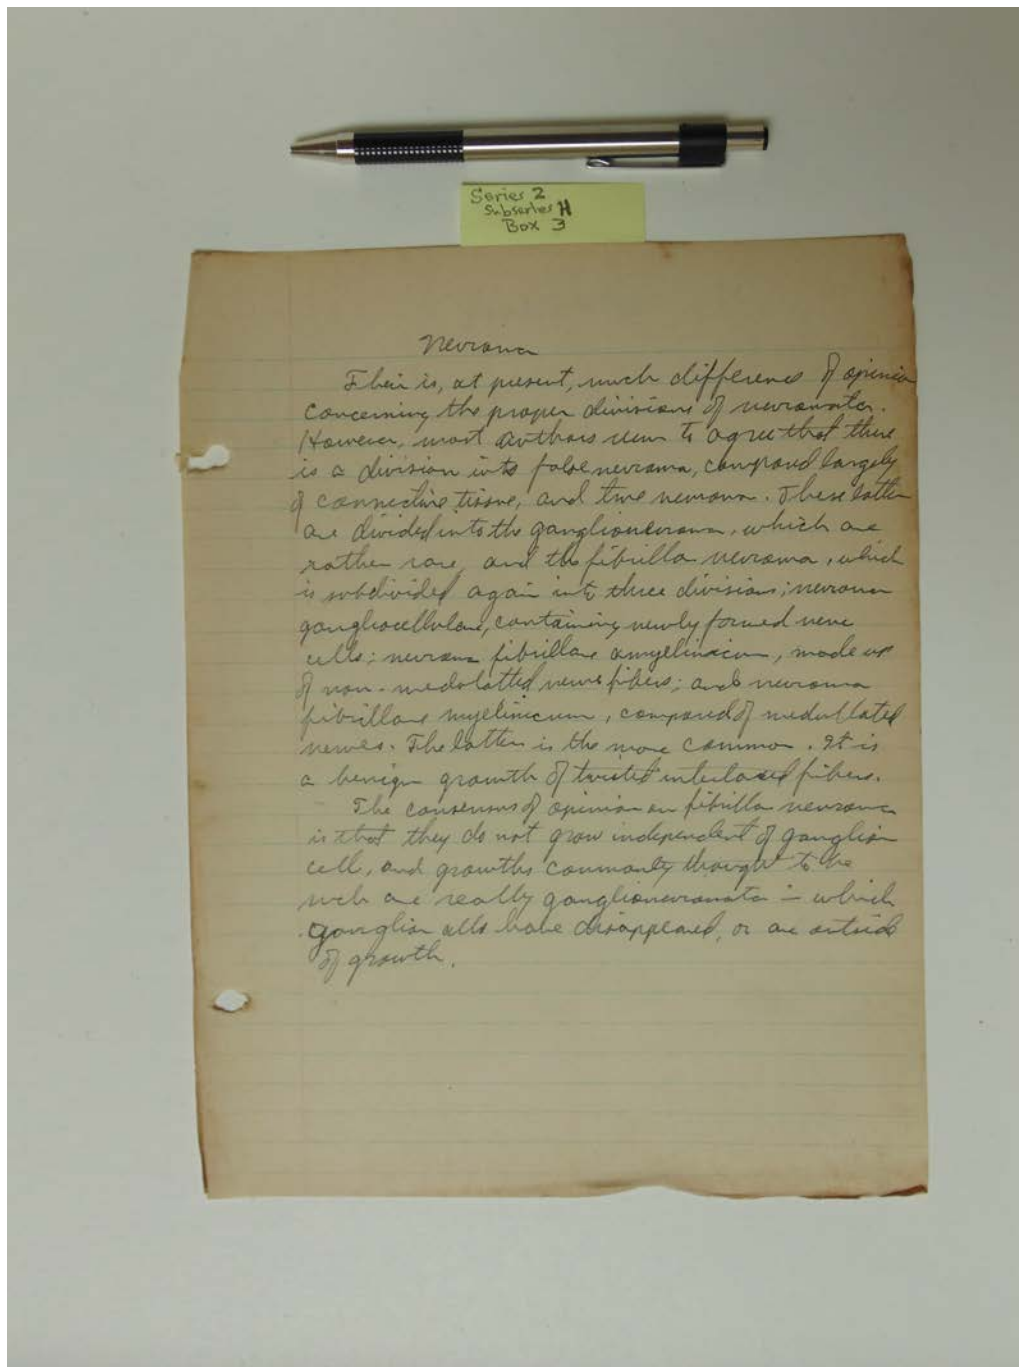 Series 2
Subseries H
Box 3
Neuroma
Their is, at present, much difference of opinion
concerning the proper divisions of neuromata.
However, most authors seem to agree that there
is a division into false neuroma, composed largely
of connective tissue, and true neuroma. These latter
are divided into the ganglioneuroma, which are
rather rare, and the fibrillar neuroma, which
is subdivided again into three divisions; neuroma
gangliocellulare, containing newly formed nerve
cells; neuroma fibrillare amyelinicum, made up
of non-medulatted nerve fibers; and neuroma
fibrillare myelinicum, composed of medullated
nerves. The latter is the more common. It is
a benign growth of twisted interlaced fibers.
The consensus of opinion on fibrillar neuroma
is that they do not grow independent of ganglion
cell, and growths commonly thought to be
such are really ganglioneuromata in which
ganglion cells have disappeared, or are outside
of growth.